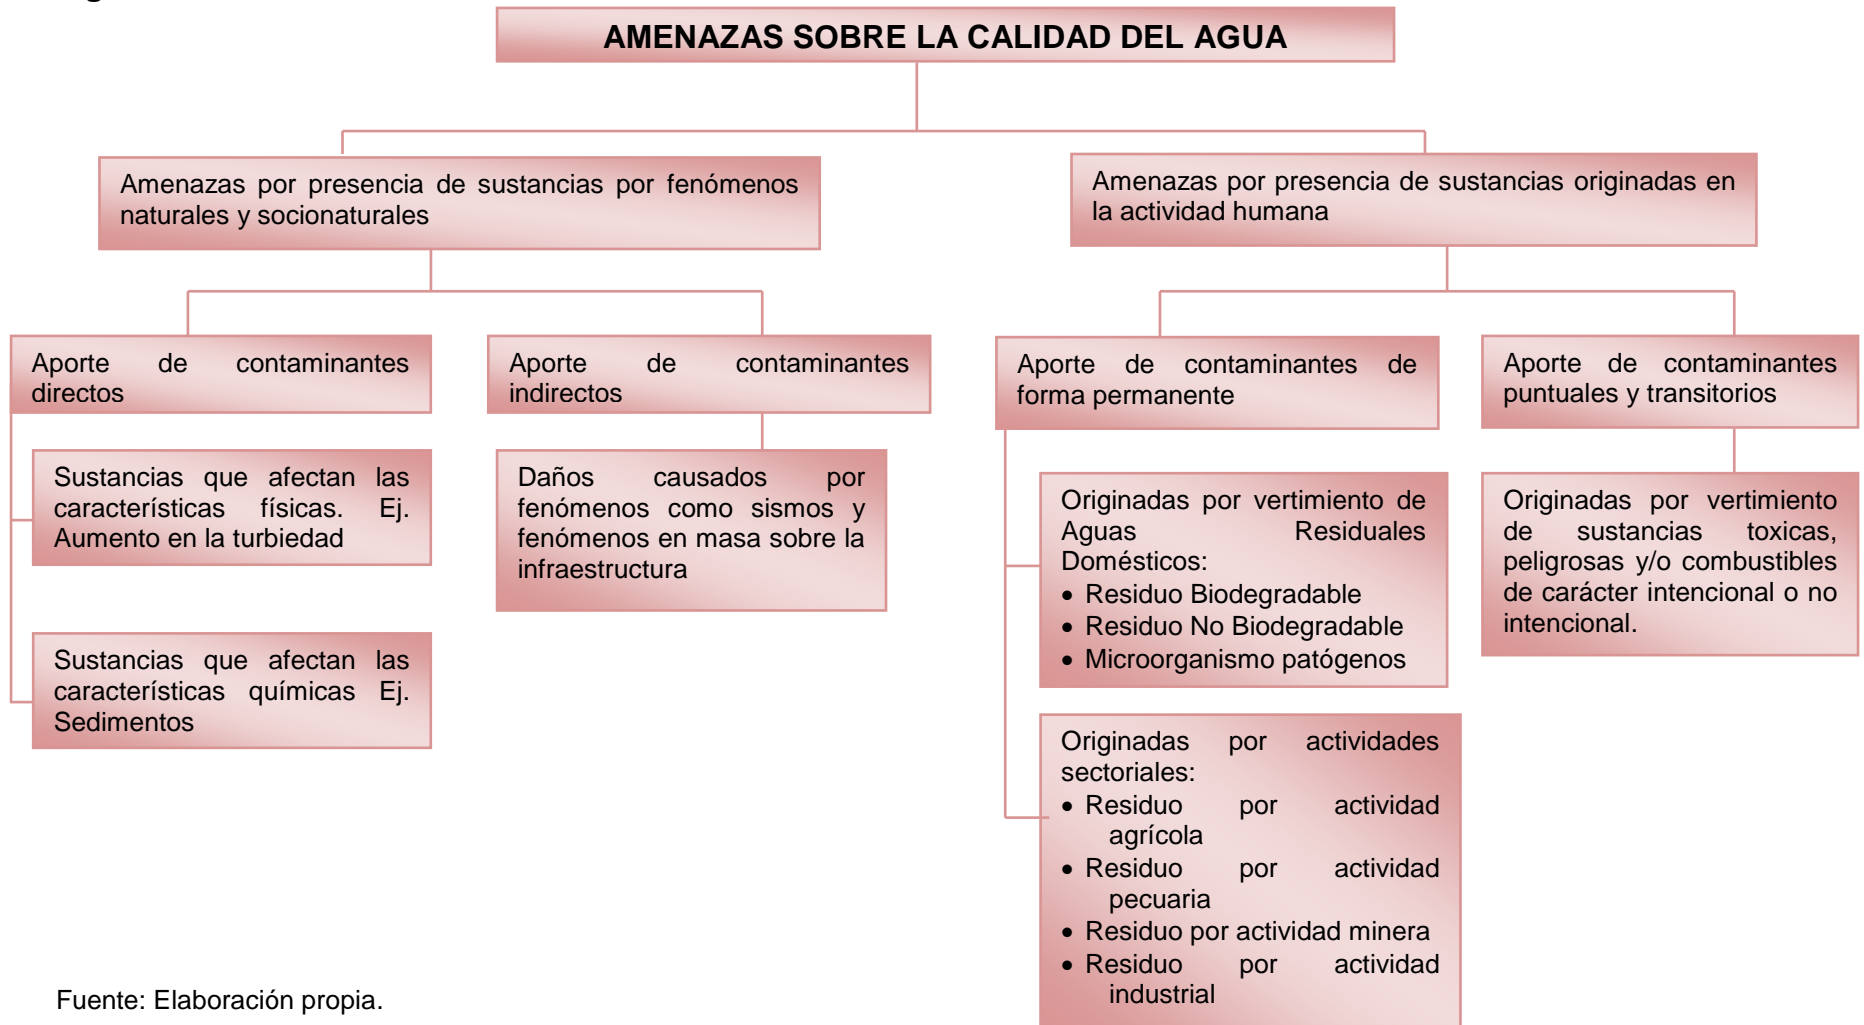 AMENAZAS SOBRE LA CALIDAD DEL AGUA
Amenazas por presencia de sustancias por fenómenos
naturales y socionaturales
Amenazas por presencia de sustancias originadas en
la actividad humana
Aporte de contaminantes
directos
Aporte de contaminantes
indirectos
Aporte de contaminantes de
forma permanente
Aporte de contaminantes
puntuales y transitorios
Sustancias que afectan las
características físicas. Ej.
Aumento en la turbiedad
Sustancias que afectan las
características químicas Ej.
Sedimentos
Daños causados por
fenómenos como sismos y
fenómenos en masa sobre la
infraestructura
Originadas por vertimiento de
Aguas Residuales
Domésticos:
• Residuo Biodegradable
• Residuo No Biodegradable
• Microorganismo patógenos
Originadas por actividades
sectoriales:
• Residuo por actividad
agrícola
• Residuo por actividad
pecuaria
• Residuo por actividad minera
• Residuo por actividad
industrial
Originadas por vertimiento
de sustancias toxicas,
peligrosas y/o combustibles
de carácter intencional o no
intencional.
Fuente: Elaboración propia.